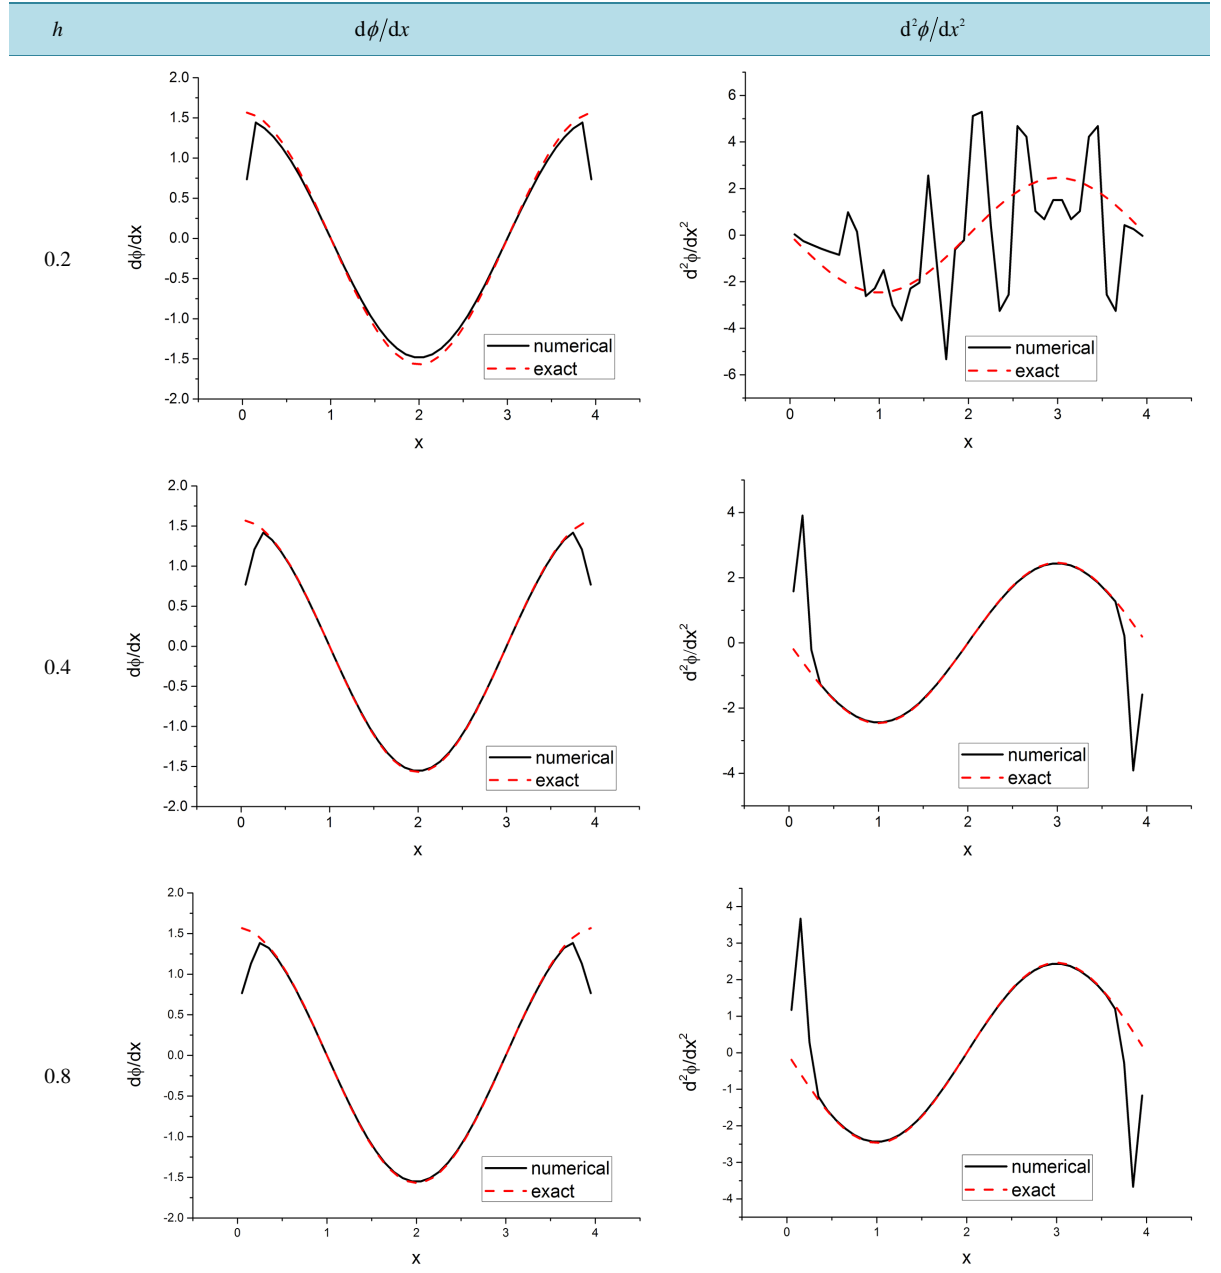 h dϕ/dx d²ϕ/dx²
0.2
2.0
1.5
1.0
0.5
0.0
-0.5
-1.0
-1.5
-2.0
dϕ/dx
numerical
exact
0 1 2 3 4
x
6
4
2
0
-2
-4
-6
d²ϕ/dx²
numerical
exact
0 1 2 3 4
x
0.4
2.0
1.5
1.0
0.5
0.0
-0.5
-1.0
-1.5
-2.0
dϕ/dx
numerical
exact
0 1 2 3 4
x
4
2
0
-2
-4
d²ϕ/dx²
numerical
exact
0 1 2 3 4
x
0.8
2.0
1.5
1.0
0.5
0.0
-0.5
-1.0
-1.5
-2.0
dϕ/dx
numerical
exact
0 1 2 3 4
x
4
3
2
1
0
-1
-2
-3
-4
d²ϕ/dx²
numerical
exact
0 1 2 3 4
x